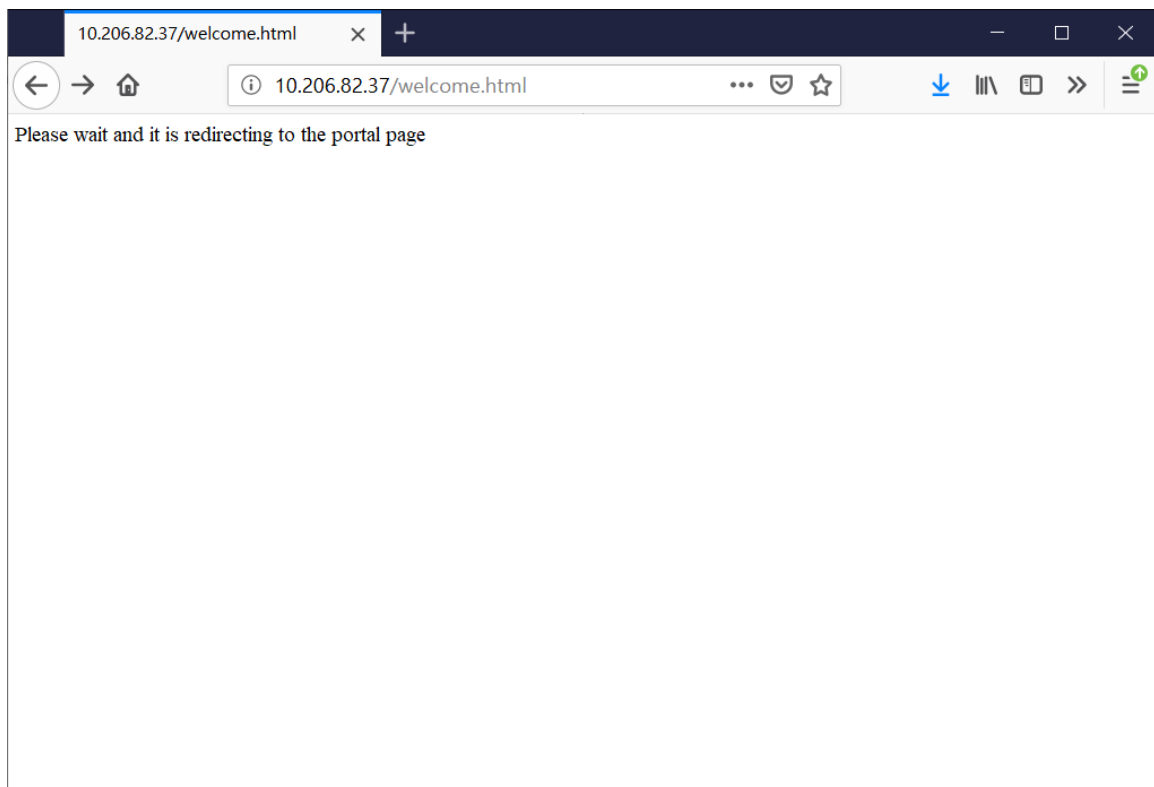 10.206.82.37/welcome.html
10.206.82.37/welcome.html
Please wait and it is redirecting to the portal page